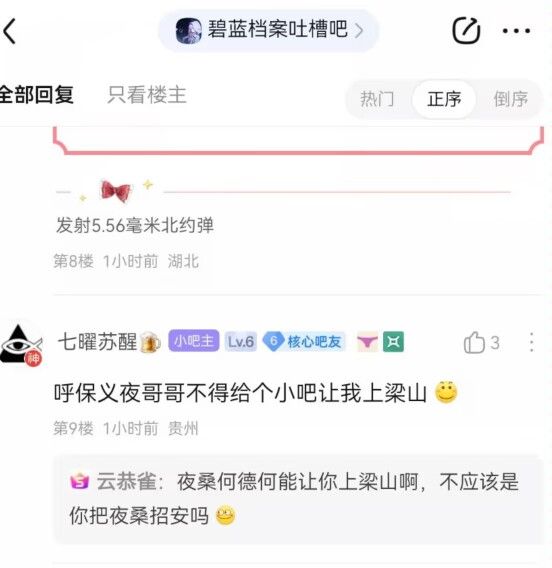 碧蓝档案吐槽吧
全部回复 只看楼主 热门 正序 倒序
发射5.56毫米北约弹
第8楼 1小时前 湖北
七曜苏醒 小吧主 Lv.6 6 核心吧友 3
神
呼保义夜哥哥不得给个小吧让我上梁山
第9楼 1小时前 贵州
S 云恭雀：夜桑何德何能让你上梁山啊，不应该是
你把夜桑招安吗